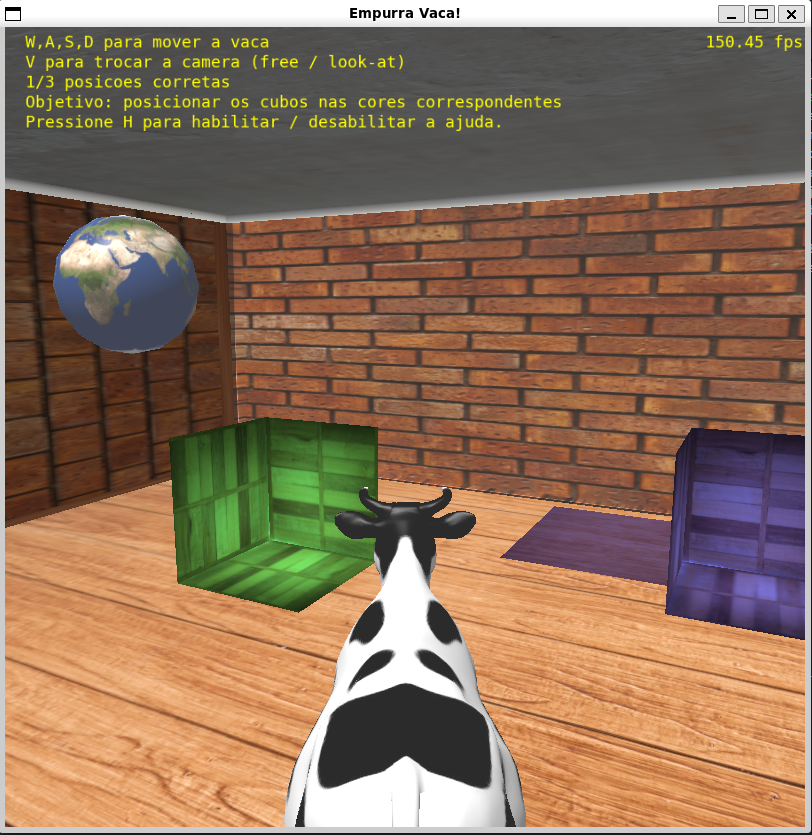 Empurra Vaca!
W,A,S,D para mover a vaca
150.45 fps
V para trocar a camera (free / look-at)
1/3 posicoes corretas
Objetivo: posicionar os cubos nas cores correspondentes
Pressione H para habilitar / desabilitar a ajuda.